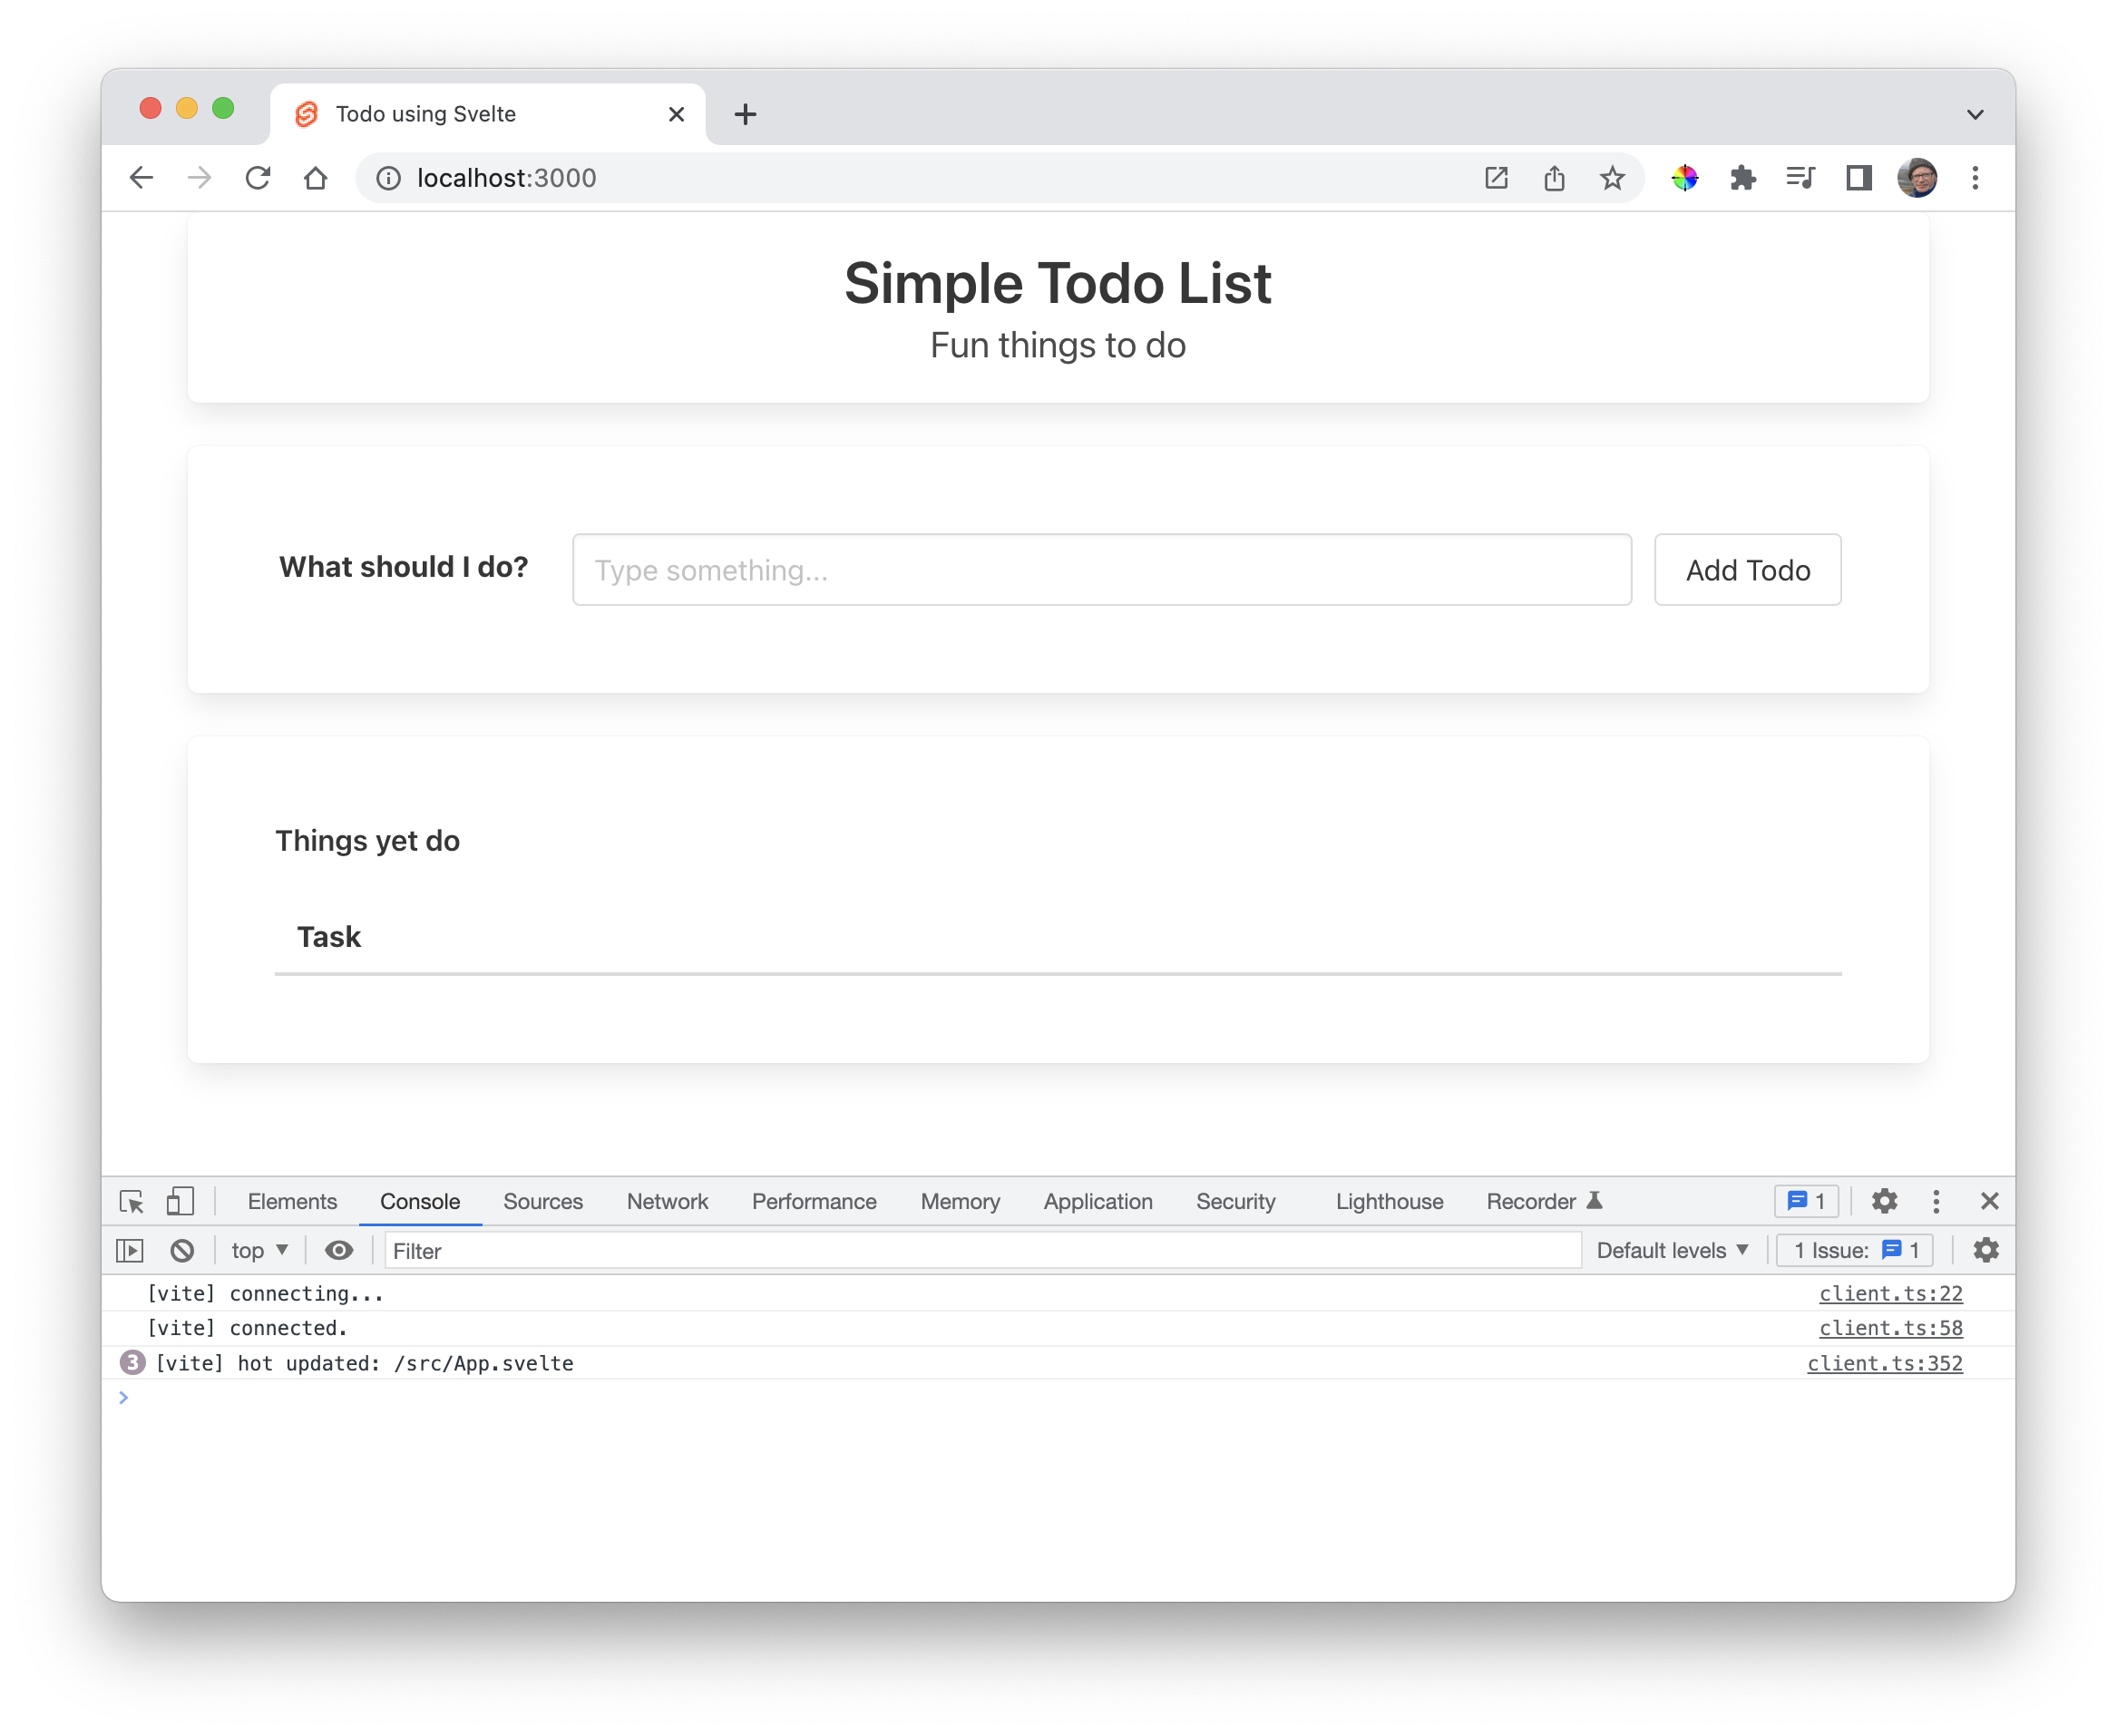 Todo using Svelte
localhost:3000
Simple Todo List
Fun things to do
What should I do? Type something... Add Todo
Things yet do
Task
Elements Console Sources Network Performance Memory Application Security Lighthouse Recorder 1
top Filter Default levels 1 Issue: 1
[vite] connecting... client.ts:22
[vite] connected. client.ts:58
3 [vite] hot updated: /src/App.svelte client.ts:352